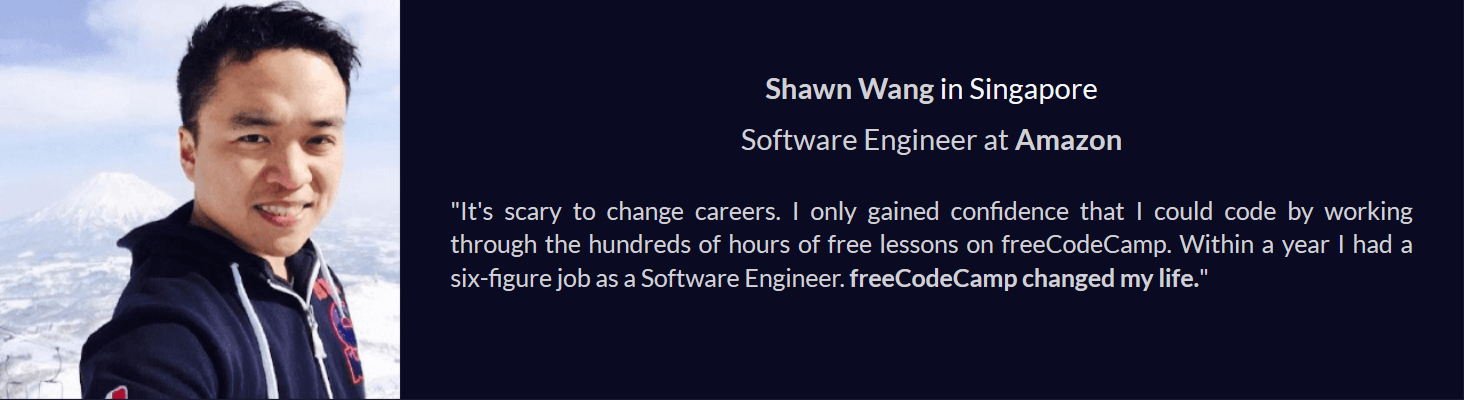 Shawn Wang in Singapore
Software Engineer at Amazon
"It's scary to change careers. I only gained confidence that I could code by working
through the hundreds of hours of free lessons on freeCodeCamp. Within a year I had a
six-figure job as a Software Engineer. freeCodeCamp changed my life."